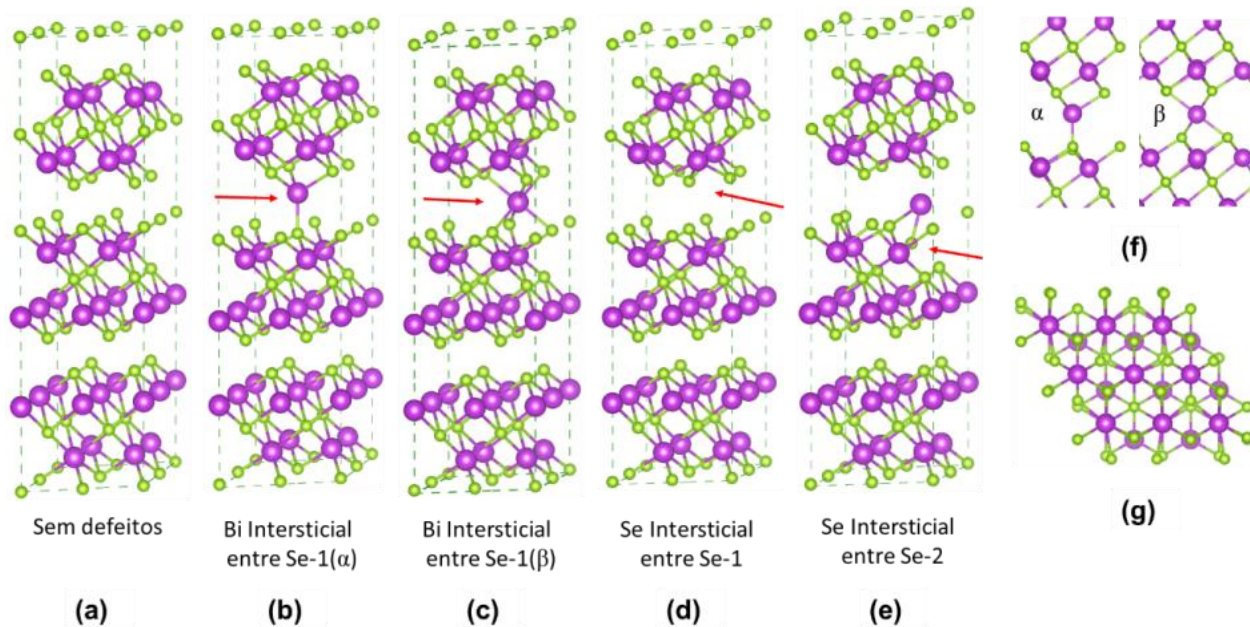 α
β
(f)
Sem defeitos
Bi Intersticial
entre Se-1(α)
Bi Intersticial
entre Se-1(β)
Se Intersticial
entre Se-1
Se Intersticial
entre Se-2
(g)
(a)
(b)
(c)
(d)
(e)